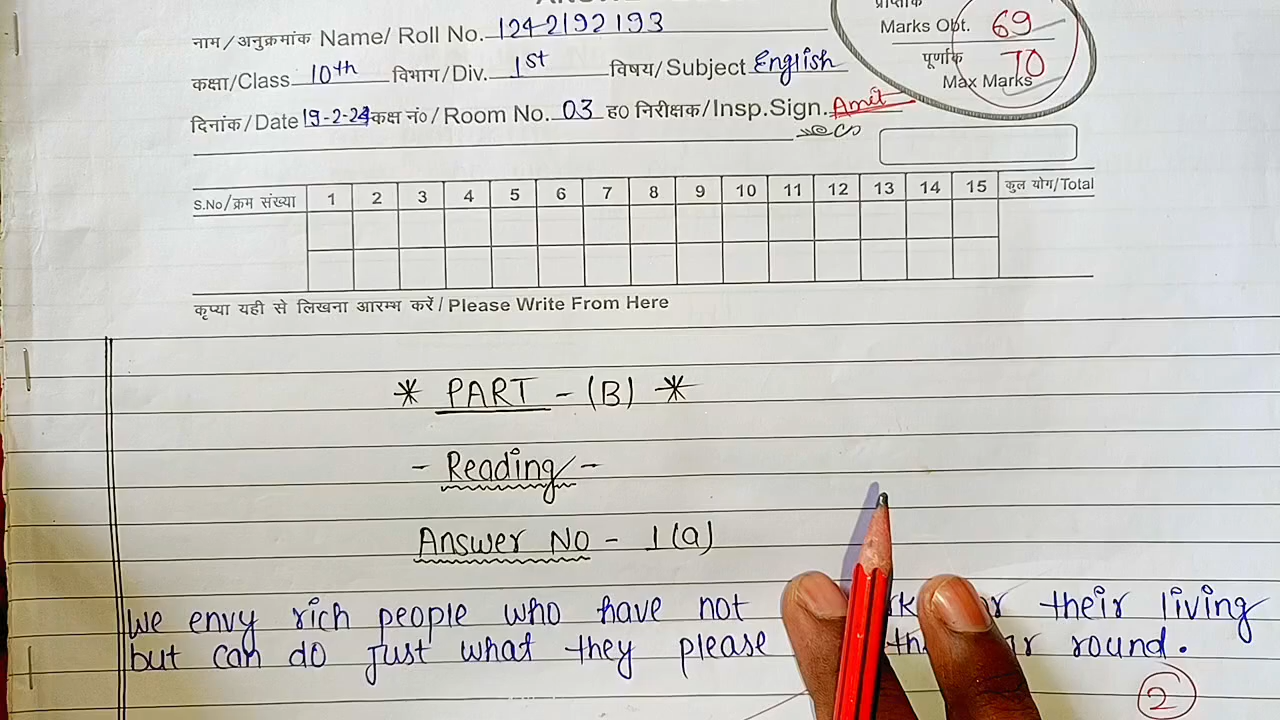 प्राप्तांक
नाम / अनुक्रमांक Name/ Roll No. 1242192193
Marks Obt. 69
कक्षा/Class 10th विभाग/Div. 1st विषय/ Subject English
पूर्णांक 70
Max Marks
दिनांक/Date 19-2-24 कक्ष नं० / Room No. 03 ह० निरीक्षक/Insp.Sign. Amit
S.No/क्रम संख्या 1 2 3 4 5 6 7 8 9 10 11 12 13 14 15 कुल योग/Total
कृप्या यही से लिखना आरम्भ करें / Please Write From Here
* PART - (B) *
- Reading -
Answer No - 1(a)
We envy rich people who have not their living
but can do just what they please round.
2